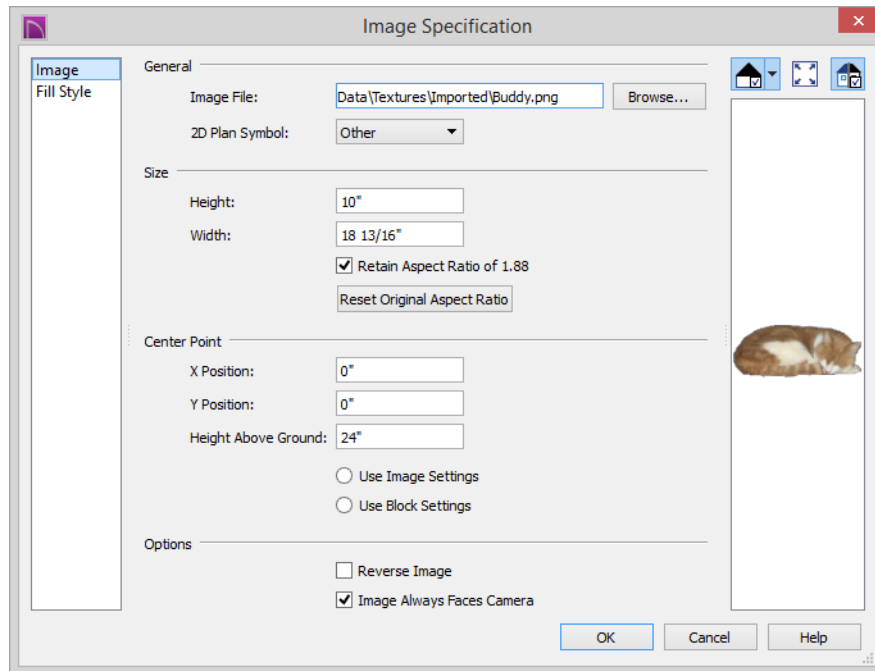 Image Specification
Image
Fill Style
General
Image File: Data\Textures\Imported\Buddy.png Browse...
2D Plan Symbol: Other
Size
Height: 10"
Width: 18 13/16"
Retain Aspect Ratio of 1.88
Reset Original Aspect Ratio
Center Point
X Position: 0"
Y Position: 0"
Height Above Ground: 24"
Use Image Settings
Use Block Settings
Options
Reverse Image
Image Always Faces Camera
OK Cancel Help